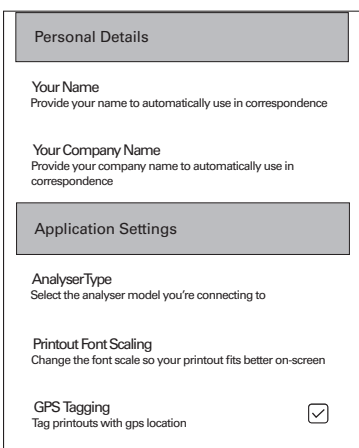 Personal Details
Your Name
Provide your name to automatically use in correspondence
Your Company Name
Provide your company name to automatically use in
correspondence
Application Settings
AnalyserType
Select the analyser model you're connecting to
Printout Font Scaling
Change the font scale so your printout fits better on-screen
GPS Tagging
Tag printouts with gps location